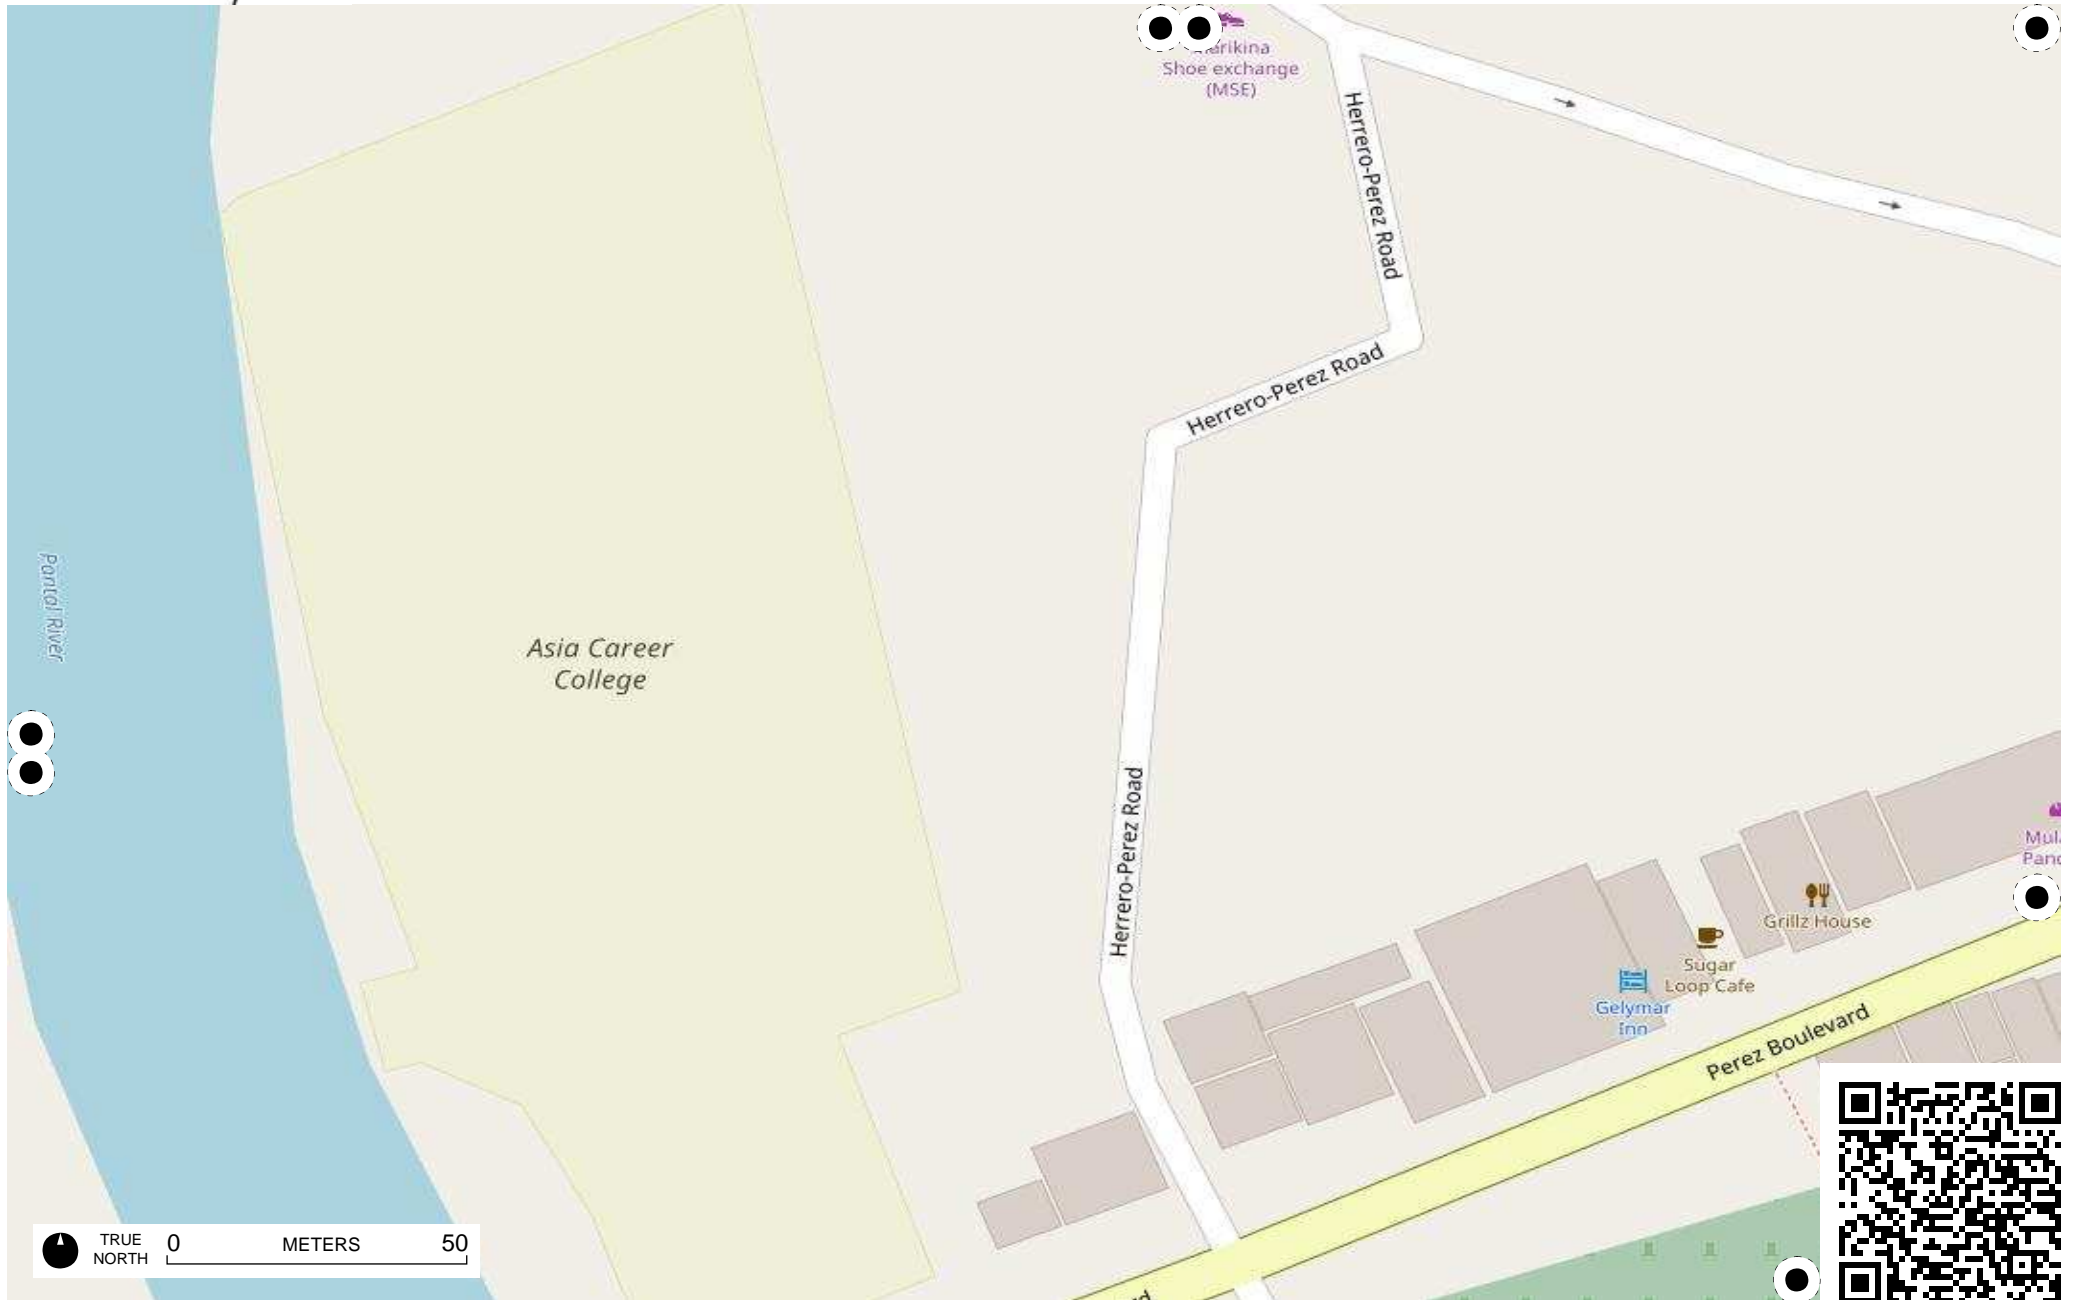 Shoe exchange
(MSE)
Herrero-Perez Road
Herrero-Perez Road
Pantal River
Asia Career
College
Herrero-Perez Road
Grillz House
Sugar
Loop Cafe
Gelymar
Inn
Perez Boulevard
TRUE
NORTH
0 METERS 50